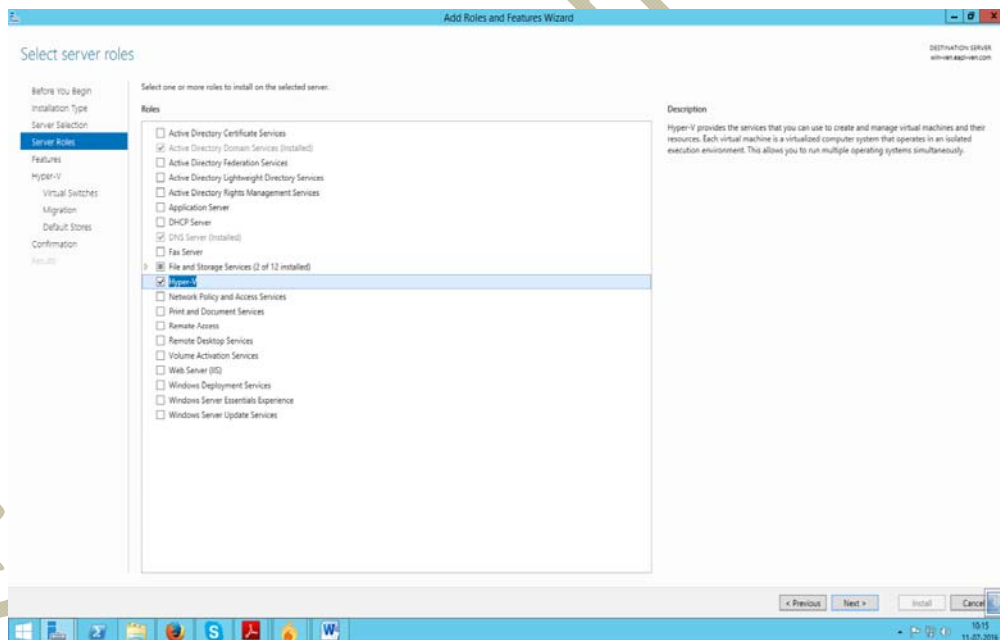 Add Roles and Features Wizard
Select server roles
DESTINATION SERVER
Before You Begin
Installation Type
Server Selection
Server Roles
Features
Hyper-V
Virtual Switches
Migration
Default Stores
Confirmation
Results
Select one or more roles to install on the selected server.
Roles
Active Directory Certificate Services
Active Directory Domain Services (Installed)
Active Directory Federation Services
Active Directory Lightweight Directory Services
Active Directory Rights Management Services
Application Server
DHCP Server
DNS Server (Installed)
Fax Server
File and Storage Services (2 of 12 installed)
Hyper-V
Network Policy and Access Services
Print and Document Services
Remote Access
Remote Desktop Services
Volume Activation Services
Web Server (IIS)
Windows Deployment Services
Windows Server Essentials Experience
Windows Server Update Services
Description
Hyper-V provides the services that you can use to create and manage virtual machines and their
resources. Each virtual machine is a virtualized computer system that operates in an isolated
execution environment. This allows you to run multiple operating systems simultaneously.
< Previous
Next >
Install
Cancel
10:15